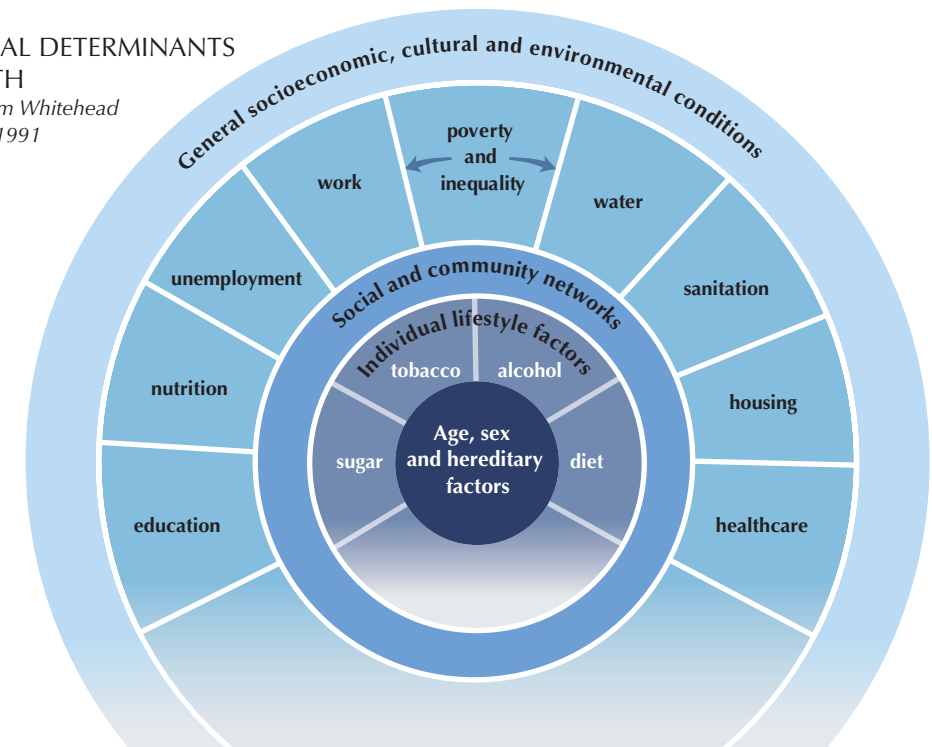 AL DETERMINANTS
TH
m Whitehead
1991
General socioeconomic, cultural and environmental conditions
poverty
and
inequality
work
water
unemployment
sanitation
nutrition
housing
education
healthcare
Social and community networks
Individual lifestyle factors
tobacco
alcohol
sugar
diet
Age, sex
and hereditary
factors